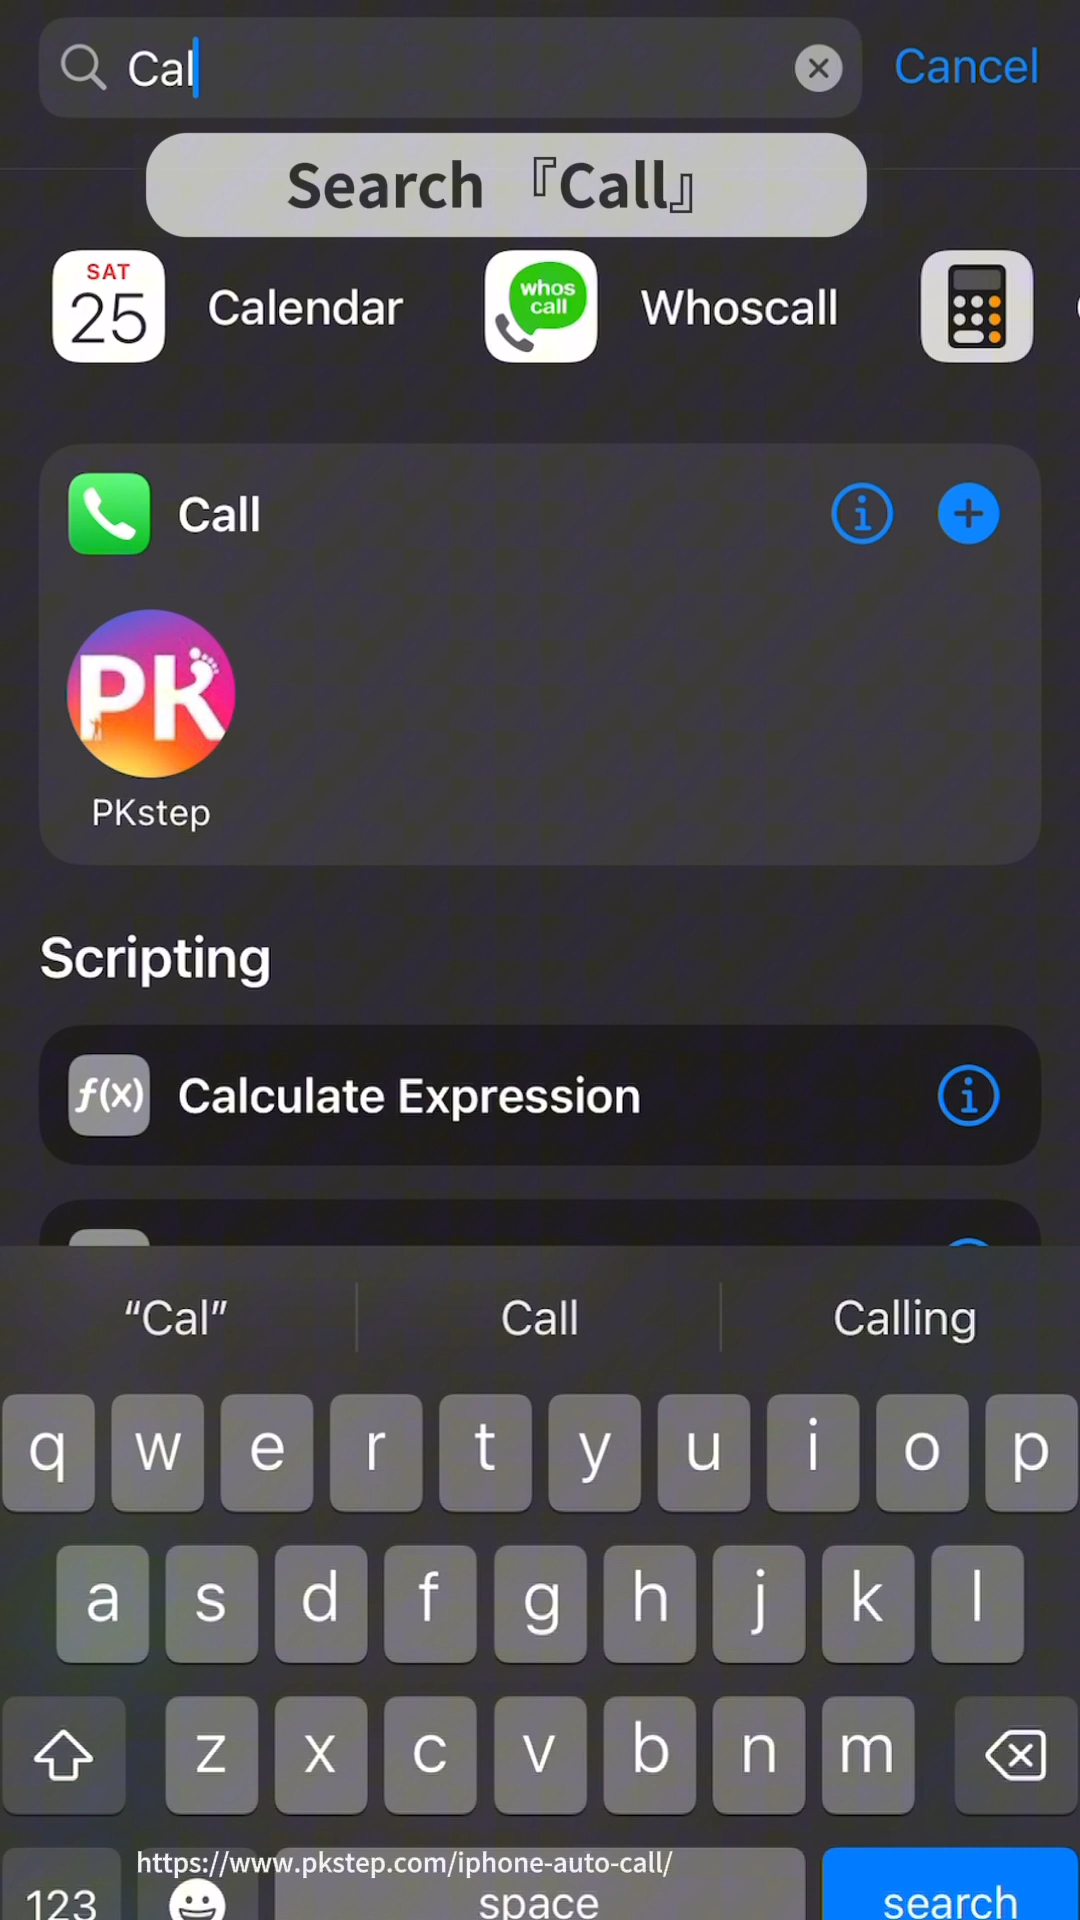 Cal
Cancel
Search 『Call』
SAT
25
Calendar
whos
call
Whoscall
Call
PK
PKstep
Scripting
f(x)
Calculate Expression
“Cal”
Call
Calling
q w e r t y u i o p
a s d f g h j k l
z x c v b n m
https://www.pkstep.com/iphone-auto-call/
123
space
search